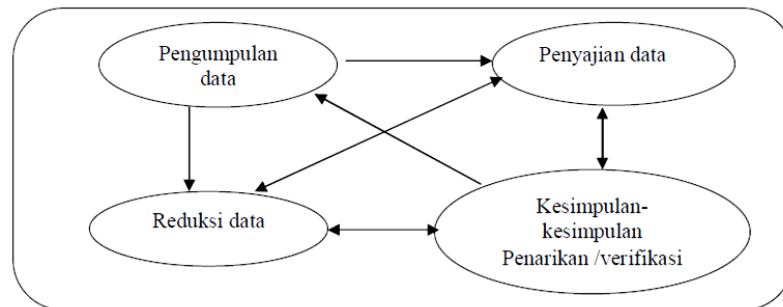 Pengumpulan
data
Penyajian data
Reduksi data
Kesimpulan-
kesimpulan
Penarikan /verifikasi